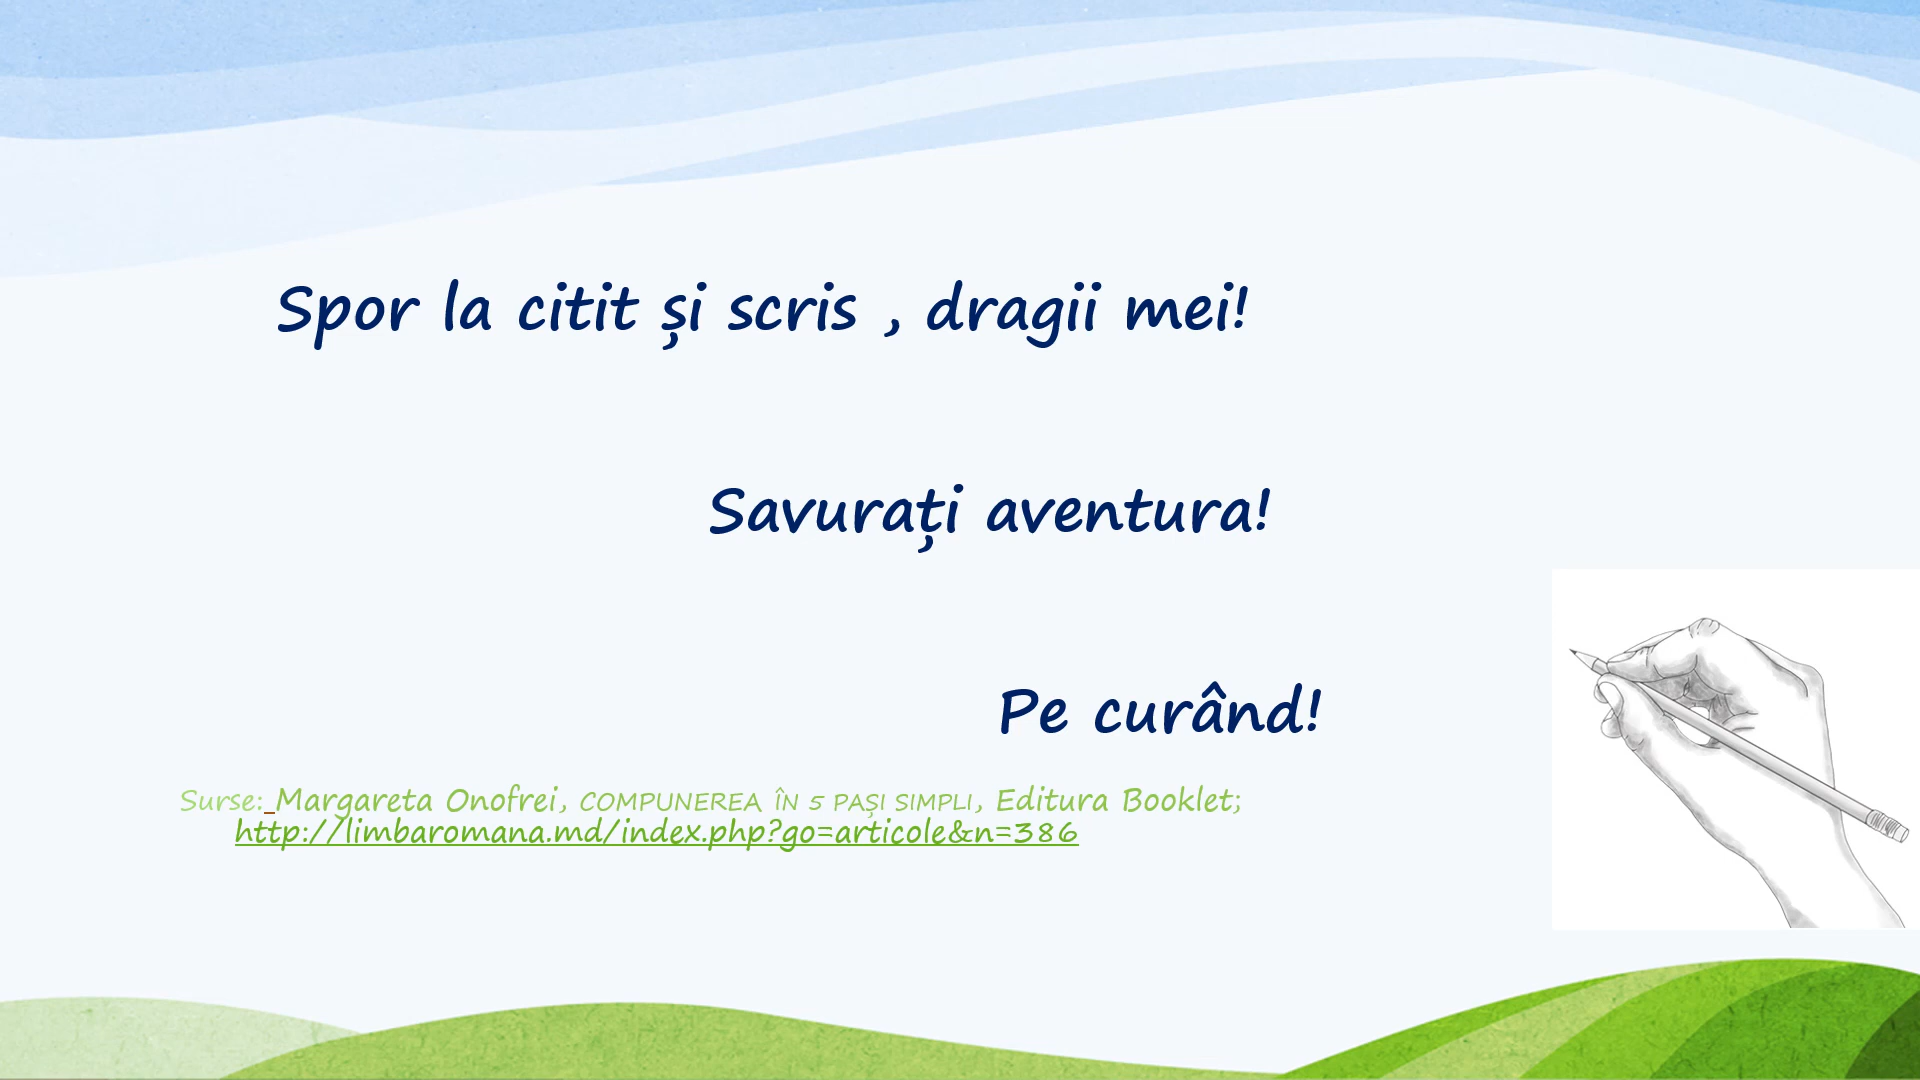 Spor la citit și scris , dragii mei!
Savurați aventura!
Pe curând!
Surse: Margareta Onofrei, COMPUNEREA ÎN 5 PAȘI SIMPLI, Editura Booklet;
http://limbaromana.md/index.php?go=articole&n=386